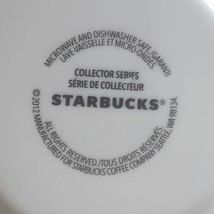 MICROWAVE AND DISHWASHER SAFE/GARANTI
LAVE-VAISSELLE ET MICRO-ONDES
COLLECTOR SERIES
SÉRIE DE COLLECTEUR
STARBUCKS®
© 2012 MANUFACTURED FOR STARBUCKS COFFEE COMPANY SEATTLE, WA 98134.
ALL RIGHTS RESERVED./TOUS DROITS RÉSERVÉS.